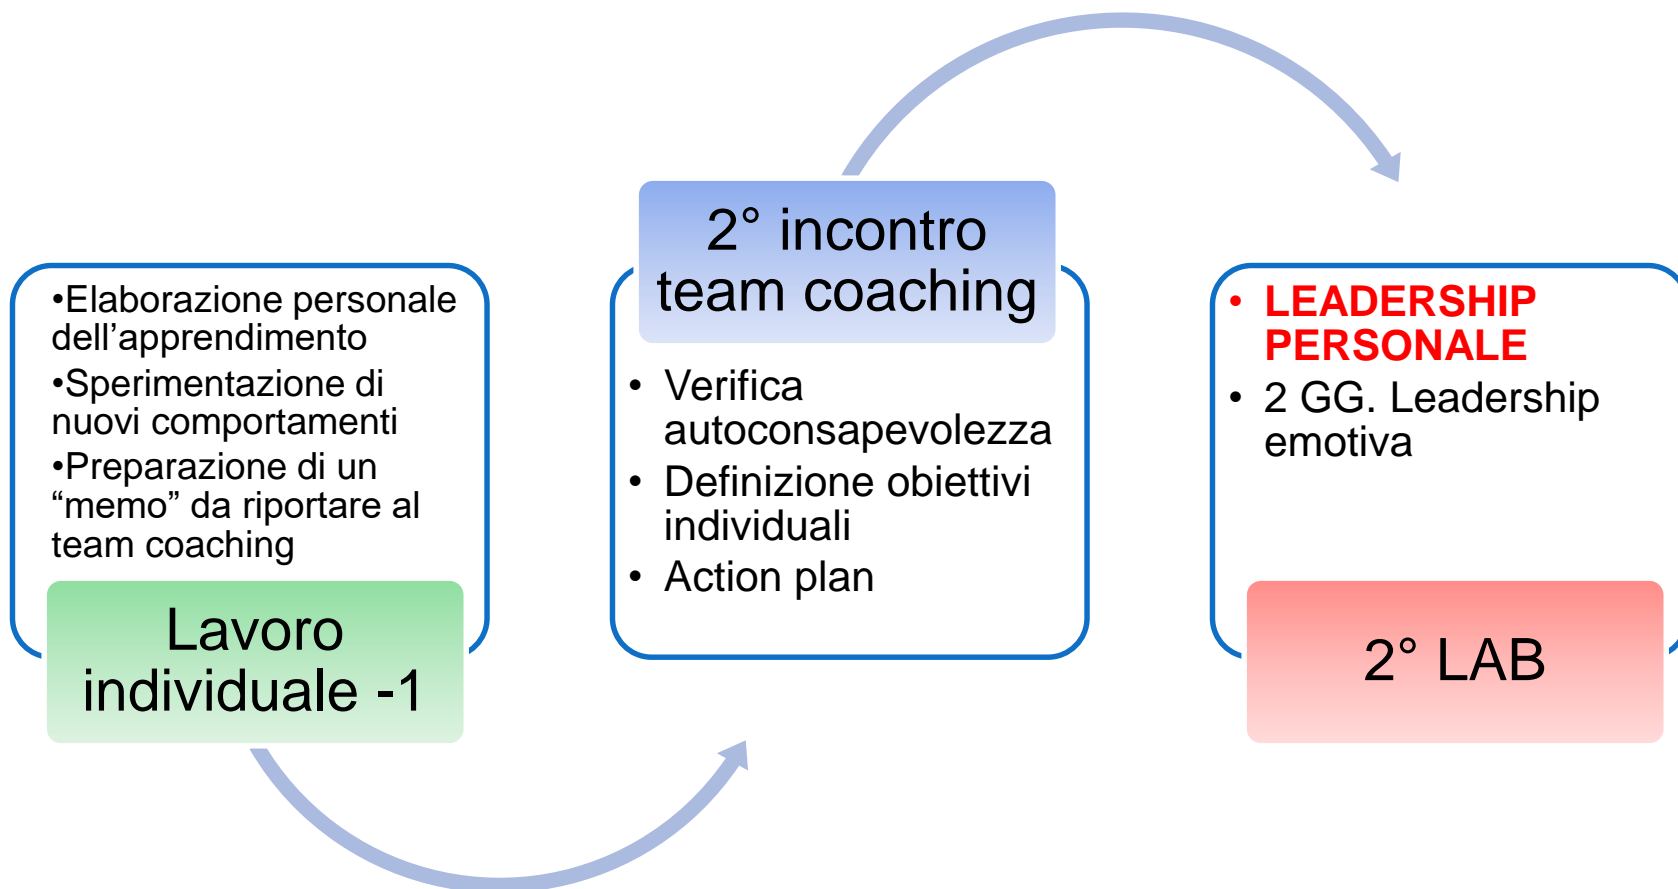 •Elaborazione personale
dell’apprendimento
•Sperimentazione di
nuovi comportamenti
•Preparazione di un
“memo” da riportare al
team coaching
Lavoro
individuale -1
2° incontro
team coaching
• Verifica
autoconsapevolezza
• Definizione obiettivi
individuali
• Action plan
• LEADERSHIP
PERSONALE
• 2 GG. Leadership
emotiva
2° LAB